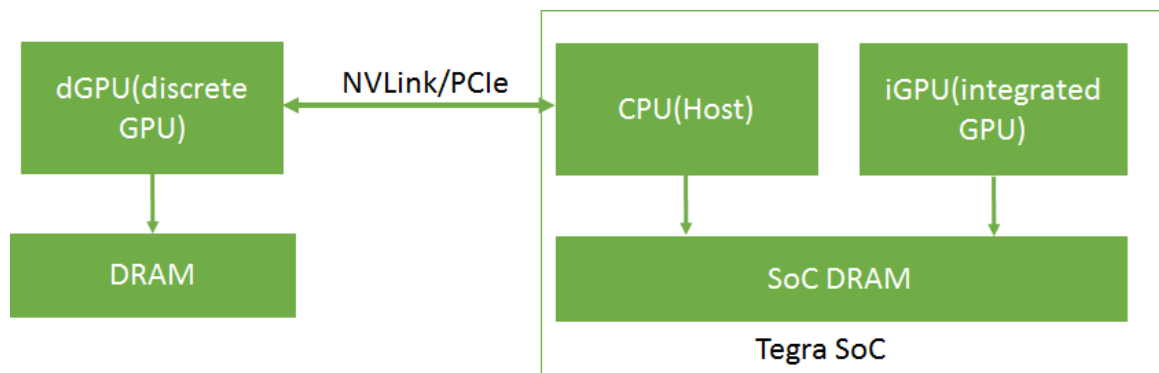 dGPU(discrete
GPU)
NVLink/PCIe
CPU(Host)
iGPU(integrated
GPU)
DRAM
SoC DRAM
Tegra SoC